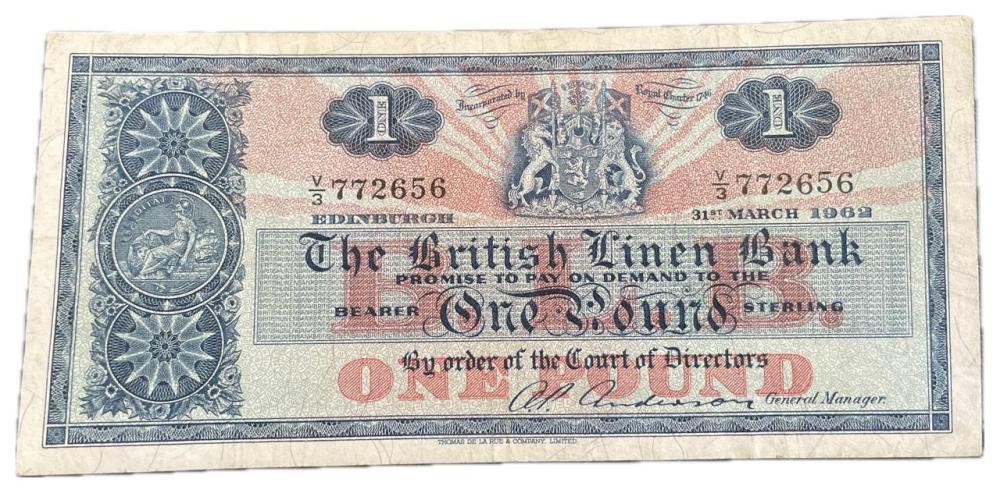 1 ONE
Incorporated by Royal Charter 1746
1 ONE
V/3 772656
V/3 772656
EDINBURGH
31ST MARCH 1962
The British Linen Bank
PROMISE TO PAY ON DEMAND TO THE
BEARER One Pound STERLING
B.L.B.
By order of the Court of Directors
ONE POUND
A.P. Anderson General Manager.
THOMAS DE LA RUE & COMPANY, LIMITED.